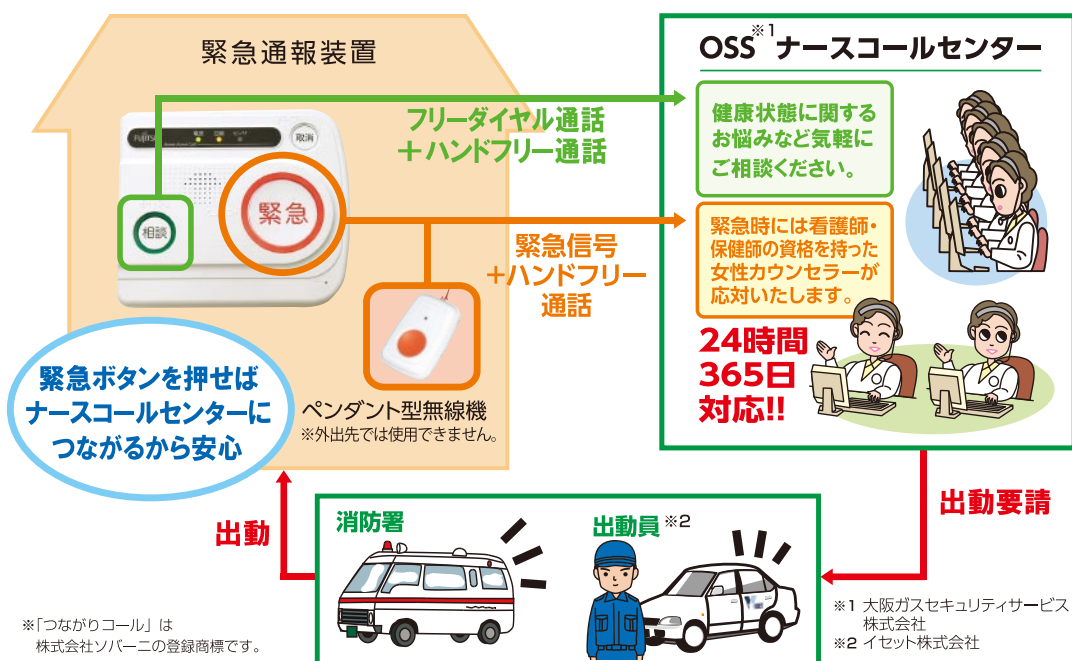 緊急通報装置
取消
相談
緊急
フリーダイヤル通話
＋ハンドフリー通話
緊急信号
＋ハンドフリー
通話
緊急ボタンを押せば
ナースコールセンターに
つながるから安心
ペンダント型無線機
※外出先では使用できません。
OSS※1ナースコールセンター
健康状態に関する
お悩みなど気軽に
ご相談ください。
緊急時には看護師・
保健師の資格を持った
女性カウンセラーが
応対いたします。
24時間
365日
対応!!
出動要請
出動
消防署
出動員※2
※「つながりコール」は
株式会社ソバーニの登録商標です。
※1 大阪ガスセキュリティサービス
株式会社
※2 イセット株式会社